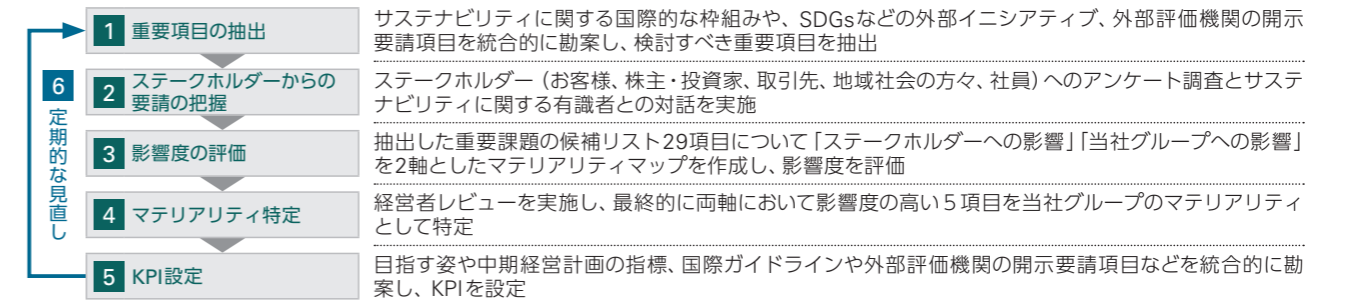 1 重要項目の抽出
サステナビリティに関する国際的な枠組みや、SDGsなどの外部イニシアティブ、外部評価機関の開示
要請項目を統合的に勘案し、検討すべき重要項目を抽出
2 ステークホルダーからの
要請の把握
ステークホルダー（お客様、株主・投資家、取引先、地域社会の方々、社員）へのアンケート調査とサステ
ナビリティに関する有識者との対話を実施
3 影響度の評価
抽出した重要課題の候補リスト29項目について「ステークホルダーへの影響」「当社グループへの影響」
を2軸としたマテリアリティマップを作成し、影響度を評価
4 マテリアリティ特定
経営者レビューを実施し、最終的に両軸において影響度の高い5項目を当社グループのマテリアリティ
として特定
5 KPI設定
目指す姿や中期経営計画の指標、国際ガイドラインや外部評価機関の開示要請項目などを統合的に勘
案し、KPIを設定
6 定期的な見直し